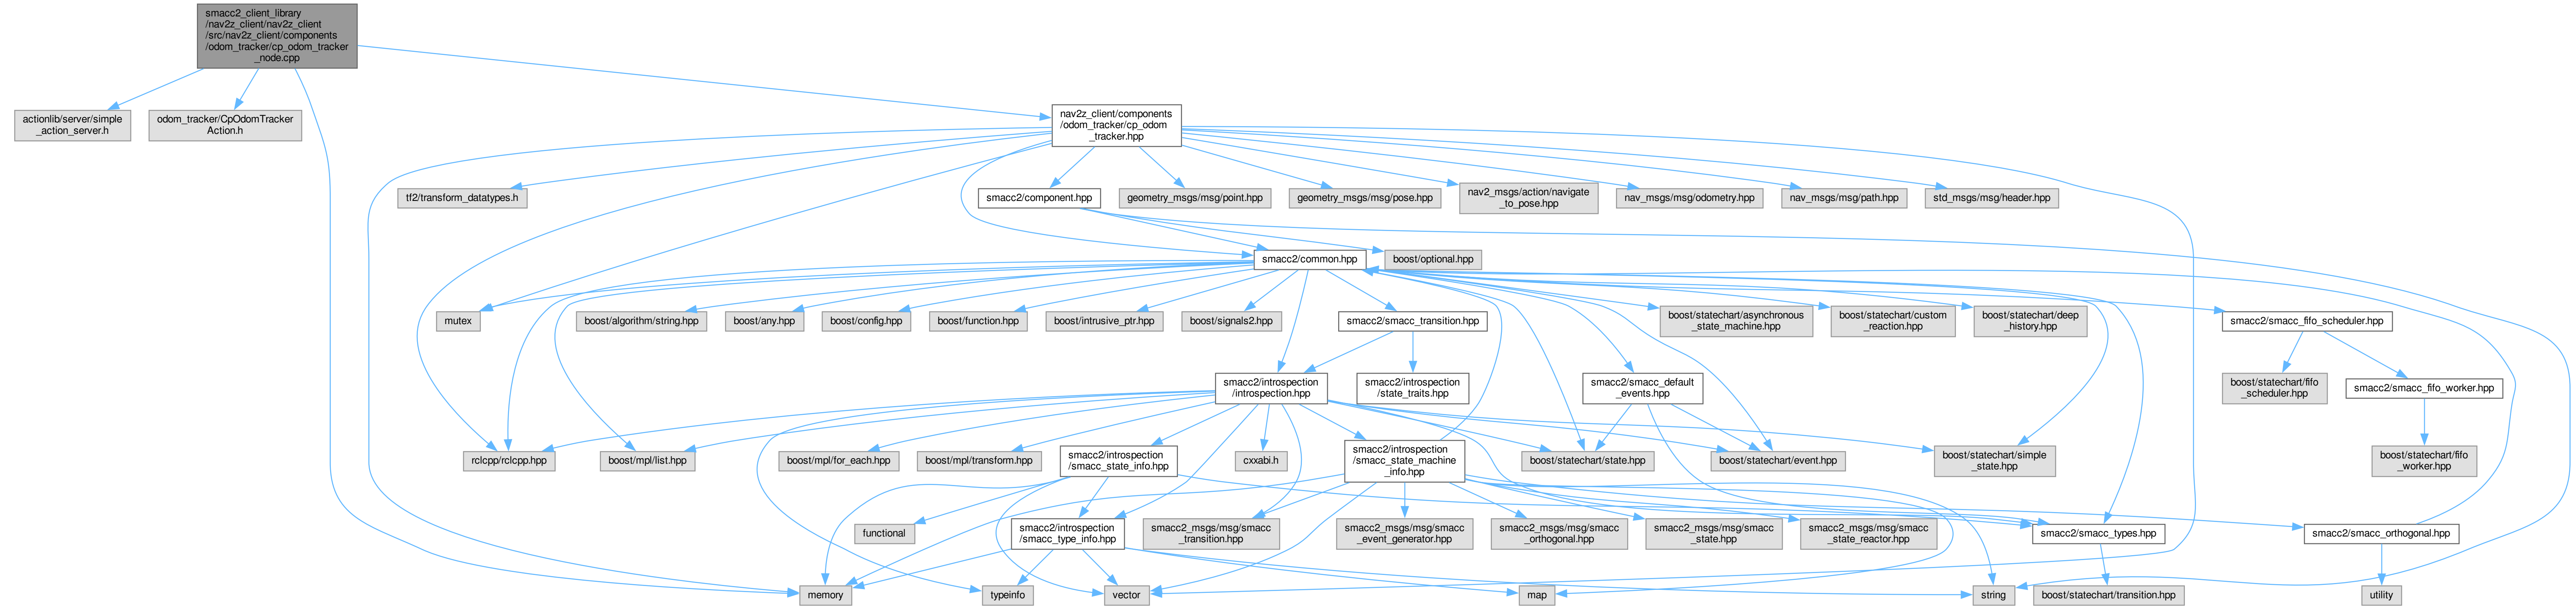 smacc2_client_library
/nav2z_client/nav2z_client
/src/nav2z_client/components
/odom_tracker/cp_odom_tracker
_node.cpp
actionlib/server/simple
_action_server.h
odom_tracker/CpOdomTracker
Action.h
nav2z_client/components
/odom_tracker/cp_odom
_tracker.hpp
tf2/transform_datatypes.h
smacc2/component.hpp
geometry_msgs/msg/point.hpp
geometry_msgs/msg/pose.hpp
nav2_msgs/action/navigate
_to_pose.hpp
nav_msgs/msg/odometry.hpp
nav_msgs/msg/path.hpp
std_msgs/msg/header.hpp
smacc2/common.hpp
boost/optional.hpp
mutex
boost/algorithm/string.hpp
boost/any.hpp
boost/config.hpp
boost/function.hpp
boost/intrusive_ptr.hpp
boost/signals2.hpp
smacc2/smacc_transition.hpp
boost/statechart/asynchronous
_state_machine.hpp
boost/statechart/custom
_reaction.hpp
boost/statechart/deep
_history.hpp
smacc2/smacc_fifo_scheduler.hpp
smacc2/introspection
/introspection.hpp
smacc2/introspection
/state_traits.hpp
smacc2/smacc_default
_events.hpp
boost/statechart/fifo
_scheduler.hpp
smacc2/smacc_fifo_worker.hpp
rclcpp/rclcpp.hpp
boost/mpl/list.hpp
boost/mpl/for_each.hpp
boost/mpl/transform.hpp
smacc2/introspection
/smacc_state_info.hpp
cxxabi.h
smacc2/introspection
/smacc_state_machine
_info.hpp
boost/statechart/state.hpp
boost/statechart/event.hpp
boost/statechart/simple
_state.hpp
boost/statechart/fifo
_worker.hpp
functional
smacc2/introspection
/smacc_type_info.hpp
smacc2_msgs/msg/smacc
_transition.hpp
smacc2_msgs/msg/smacc
_event_generator.hpp
smacc2_msgs/msg/smacc
_orthogonal.hpp
smacc2_msgs/msg/smacc
_state.hpp
smacc2_msgs/msg/smacc
_state_reactor.hpp
smacc2/smacc_types.hpp
smacc2/smacc_orthogonal.hpp
memory
typeinfo
vector
map
string
boost/statechart/transition.hpp
utility